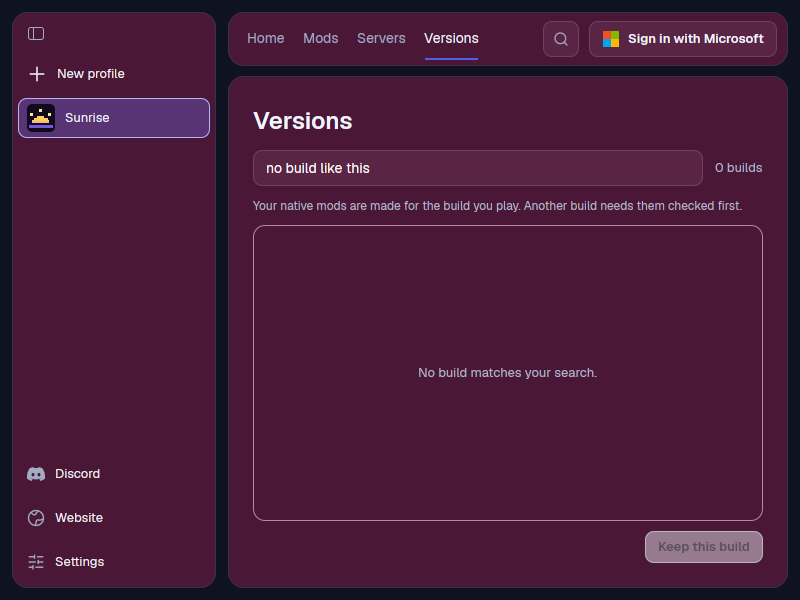 New profile
Sunrise
Discord
Website
Settings
Home
Mods
Servers
Versions
Sign in with Microsoft
Versions
no build like this
0 builds
Your native mods are made for the build you play. Another build needs them checked first.
No build matches your search.
Keep this build